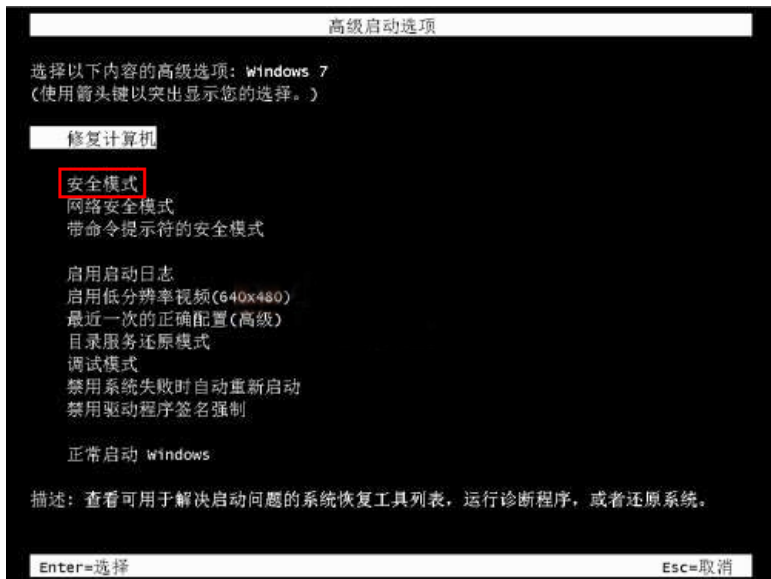 高级启动选项
选择以下内容的高级选项: Windows 7
(使用箭头键以突出显示您的选择。)
修复计算机
安全模式
网络安全模式
带命令提示符的安全模式
启用启动日志
启用低分辨率视频(640x480)
最近一次的正确配置(高级)
目录服务还原模式
调试模式
禁用系统失败时自动重新启动
禁用驱动程序签名强制
正常启动 Windows
描述: 查看可用于解决启动问题的系统恢复工具列表，运行诊断程序，或者还原系统。
Enter=选择 Esc=取消